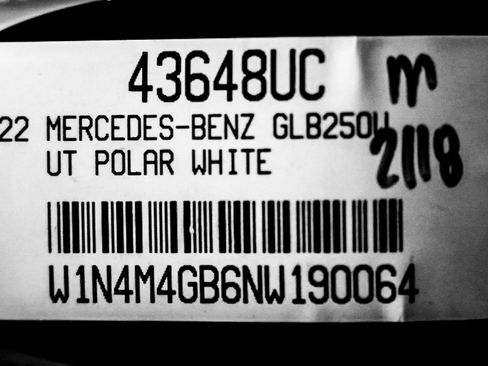 43648UC
m
22 MERCEDES-BENZ GLB250W
2118
UT POLAR WHITE
W1N4M4GB6NW190064